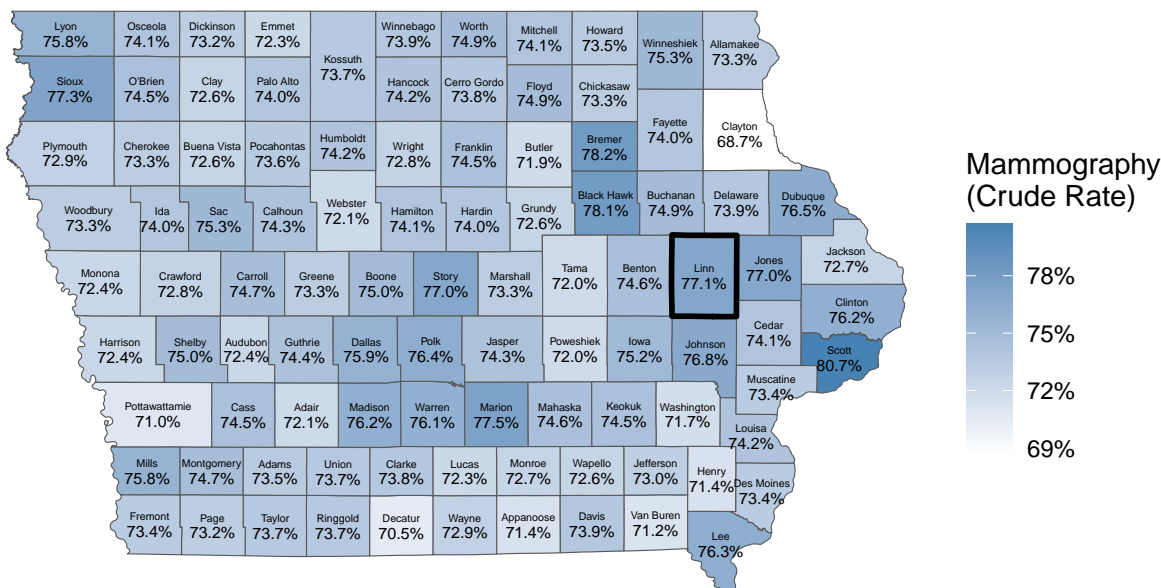 Lyon
75.8%
Osceola
74.1%
Dickinson
73.2%
Emmet
72.3%
Kossuth
73.7%
Winnebago
73.9%
Worth
74.9%
Mitchell
74.1%
Howard
73.5%
Winneshiek
75.3%
Allamakee
73.3%
Sioux
77.3%
O'Brien
74.5%
Clay
72.6%
Palo Alto
74.0%
Hancock
74.2%
Cerro Gordo
73.8%
Floyd
74.9%
Chickasaw
73.3%
Fayette
74.0%
Clayton
68.7%
Plymouth
72.9%
Cherokee
73.3%
Buena Vista
72.6%
Pocahontas
73.6%
Humboldt
74.2%
Wright
72.8%
Franklin
74.5%
Butler
71.9%
Bremer
78.2%
Woodbury
73.3%
Ida
74.0%
Sac
75.3%
Calhoun
74.3%
Webster
72.1%
Hamilton
74.1%
Hardin
74.0%
Grundy
72.6%
Black Hawk
78.1%
Buchanan
74.9%
Delaware
73.9%
Dubuque
76.5%
Monona
72.4%
Crawford
72.8%
Carroll
74.7%
Greene
73.3%
Boone
75.0%
Story
77.0%
Marshall
73.3%
Tama
72.0%
Benton
74.6%
Linn
77.1%
Jones
77.0%
Jackson
72.7%
Clinton
76.2%
Harrison
72.4%
Shelby
75.0%
Audubon
72.4%
Guthrie
74.4%
Dallas
75.9%
Polk
76.4%
Jasper
74.3%
Poweshiek
72.0%
Iowa
75.2%
Johnson
76.8%
Cedar
74.1%
Scott
80.7%
Muscatine
73.4%
Pottawattamie
71.0%
Cass
74.5%
Adair
72.1%
Madison
76.2%
Warren
76.1%
Marion
77.5%
Mahaska
74.6%
Keokuk
74.5%
Washington
71.7%
Louisa
74.2%
Mills
75.8%
Montgomery
74.7%
Adams
73.5%
Union
73.7%
Clarke
73.8%
Lucas
72.3%
Monroe
72.7%
Wapello
72.6%
Jefferson
73.0%
Henry
71.4%
Des Moines
73.4%
Fremont
73.4%
Page
73.2%
Taylor
73.7%
Ringgold
73.7%
Decatur
70.5%
Wayne
72.9%
Appanoose
71.4%
Davis
73.9%
Van Buren
71.2%
Lee
76.3%
Mammography
(Crude Rate)
78%
75%
72%
69%